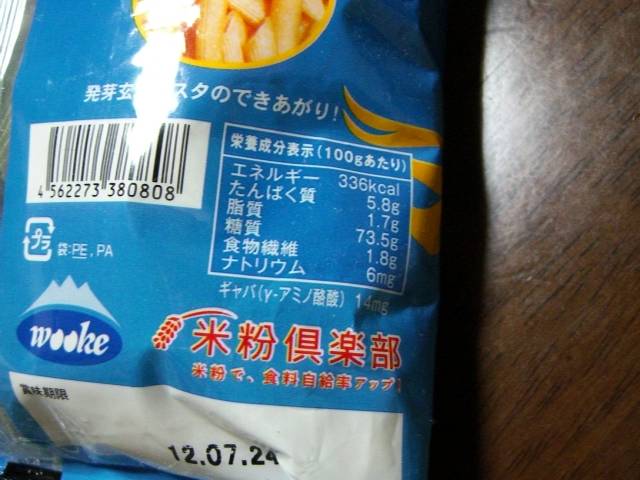 発芽玄 スタのできあがり!
栄養成分表示(100gあたり)
エネルギー 336kcal
たんぱく質 5.8g
脂質 1.7g
糖質 73.5g
食物繊維 1.8g
ナトリウム 6mg
ギャバ(γ-アミノ酪酸) 14mg
4 562273 380808
プラ
袋:PE,PA
wooke
米粉倶楽部
米粉で、食料自給率アップ!
賞味期限
12.07.24